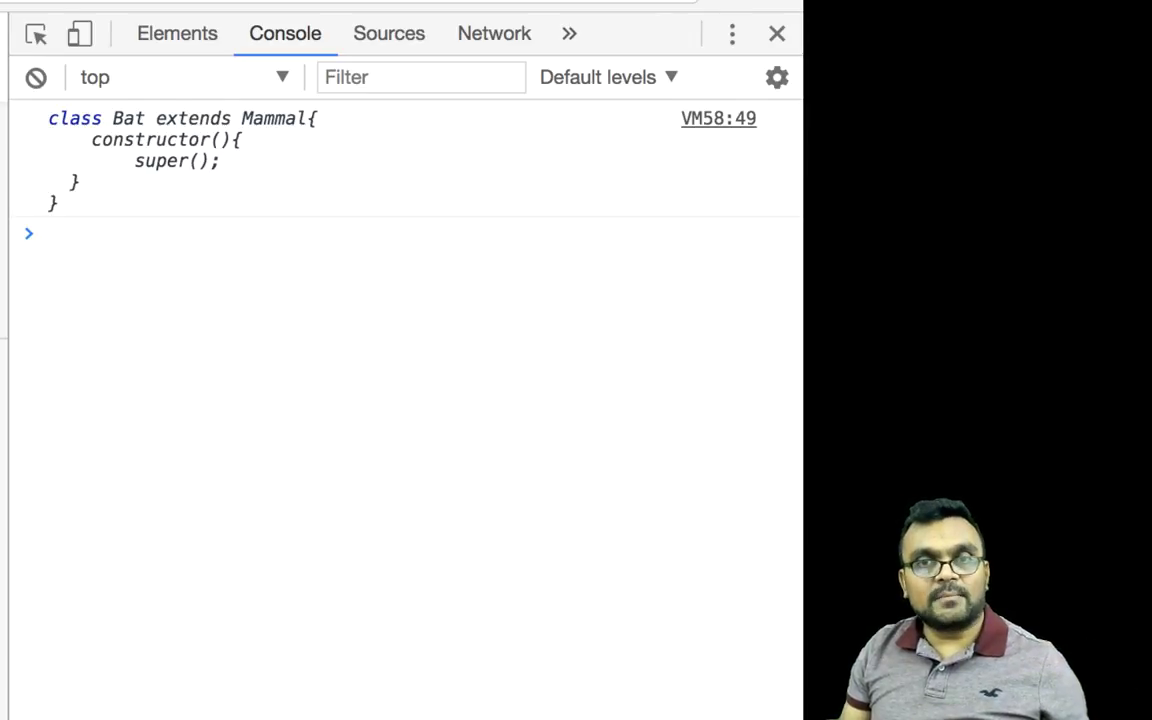 Elements Console Sources Network »
top Filter Default levels
class Bat extends Mammal{ VM58:49
constructor(){
super();
}
}
>